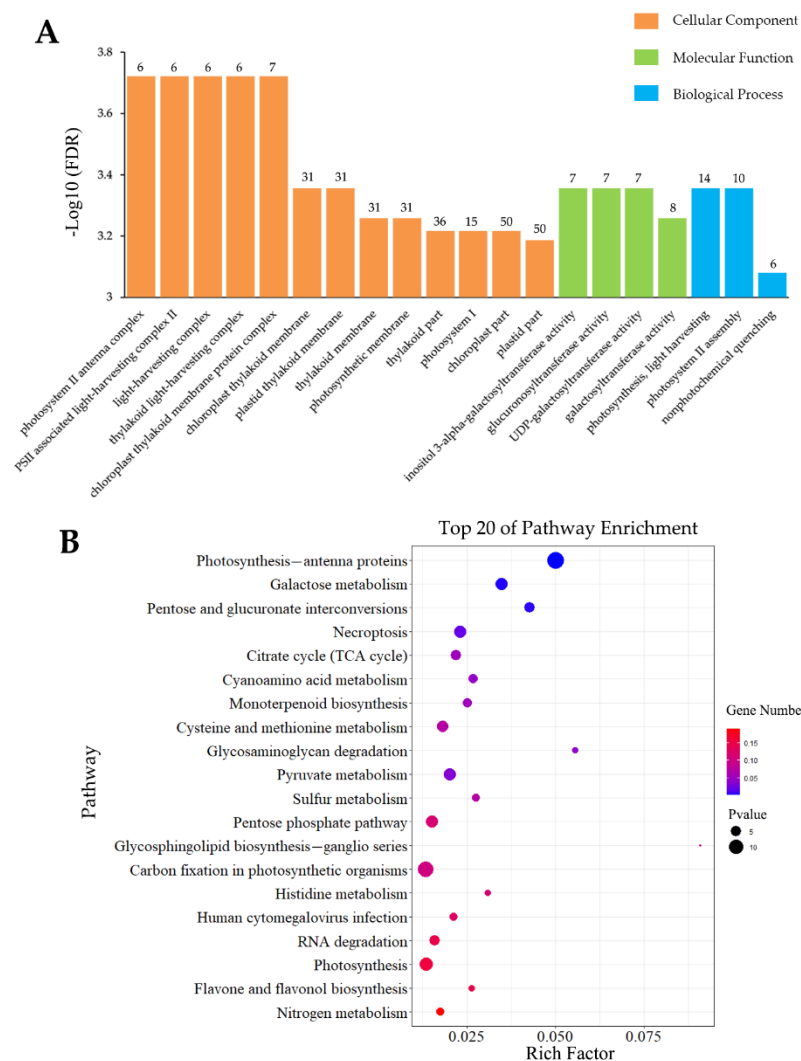 A
Cellular Component
Molecular Function
Biological Process
-Log10 (FDR)
3.8
3.6
3.4
3.2
3
6
6
6
6
7
31
31
31
31
36
15
50
50
7
7
7
8
14
10
6
photosystem II antenna complex
PSII associated light-harvesting complex II
light-harvesting complex
thylakoid light-harvesting complex
chloroplast thylakoid membrane protein complex
chloroplast thylakoid membrane
plastid thylakoid membrane
thylakoid membrane
photosynthetic membrane
thylakoid part
photosystem I
chloroplast part
plastid part
inositol 3-alpha-galactosyltransferase activity
glucuronosyltransferase activity
UDP-galactosyltransferase activity
galactosyltransferase activity
photosynthesis, light harvesting
photosystem II assembly
nonphotochemical quenching
B
Top 20 of Pathway Enrichment
Pathway
Photosynthesis—antenna proteins
Galactose metabolism
Pentose and glucuronate interconversions
Necroptosis
Citrate cycle (TCA cycle)
Cyanoamino acid metabolism
Monoterpenoid biosynthesis
Cysteine and methionine metabolism
Glycosaminoglycan degradation
Pyruvate metabolism
Sulfur metabolism
Pentose phosphate pathway
Glycosphingolipid biosynthesis—ganglio series
Carbon fixation in photosynthetic organisms
Histidine metabolism
Human cytomegalovirus infection
RNA degradation
Photosynthesis
Flavone and flavonol biosynthesis
Nitrogen metabolism
0.025
0.050
0.075
Rich Factor
Gene Numbe
0.15
0.10
0.05
Pvalue
5
10